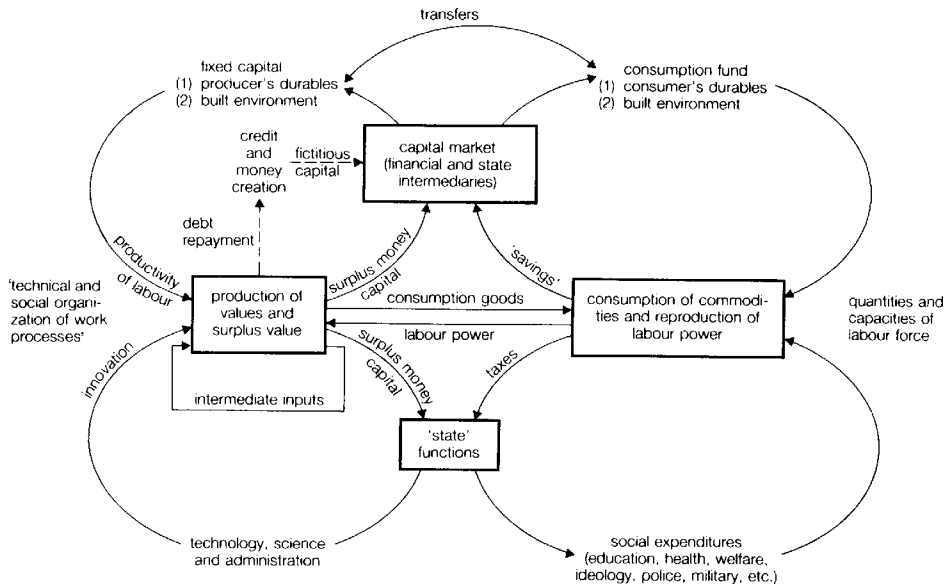 transfers
fixed capital
(1) producer's durables
(2) built environment
consumption fund
(1) consumer's durables
(2) built environment
credit
and
money
creation
fictitious
capital
capital market
(financial and state
intermediaries)
debt
repayment
productivity
of labour
surplus money
capital
'savings'
'technical and
social organi-
zation of work
processes'
production of
values and
surplus value
consumption goods
labour power
consumption of commodi-
ties and reproduction of
labour power
quantities and
capacities of
labour force
innovation
intermediate inputs
surplus money
capital
taxes
'state'
functions
technology, science
and administration
social expenditures
(education, health, welfare,
ideology, police, military, etc.)